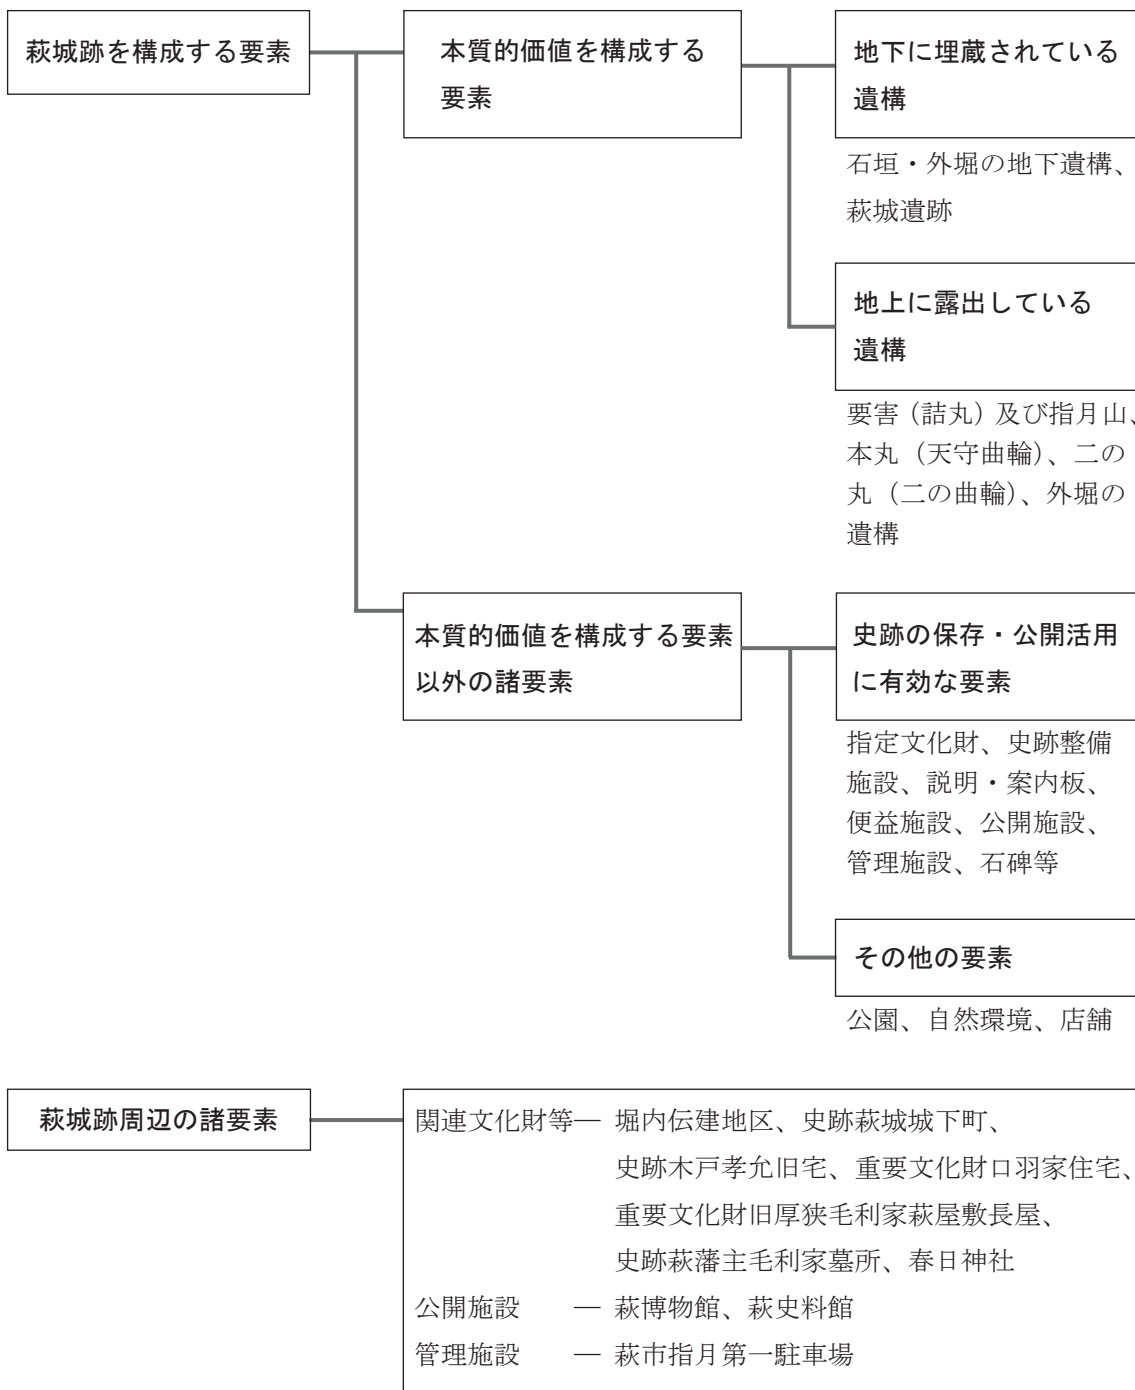 萩城跡を構成する要素
本質的価値を構成する
要素
地下に埋蔵されている
遺構
石垣・外堀の地下遺構、
萩城遺跡
地上に露出している
遺構
要害（詰丸）及び指月山、
本丸（天守曲輪）、二の
丸（二の曲輪）、外堀の
遺構
本質的価値を構成する要素
以外の諸要素
史跡の保存・公開活用
に有効な要素
指定文化財、史跡整備
施設、説明・案内板、
便益施設、公開施設、
管理施設、石碑等
その他の要素
公園、自然環境、店舗
萩城跡周辺の諸要素
関連文化財等― 堀内伝建地区、史跡萩城城下町、
史跡木戸孝允旧宅、重要文化財口羽家住宅、
重要文化財旧厚狭毛利家萩屋敷長屋、
史跡萩藩主毛利家墓所、春日神社
公開施設　― 萩博物館、萩史料館
管理施設　― 萩市指月第一駐車場